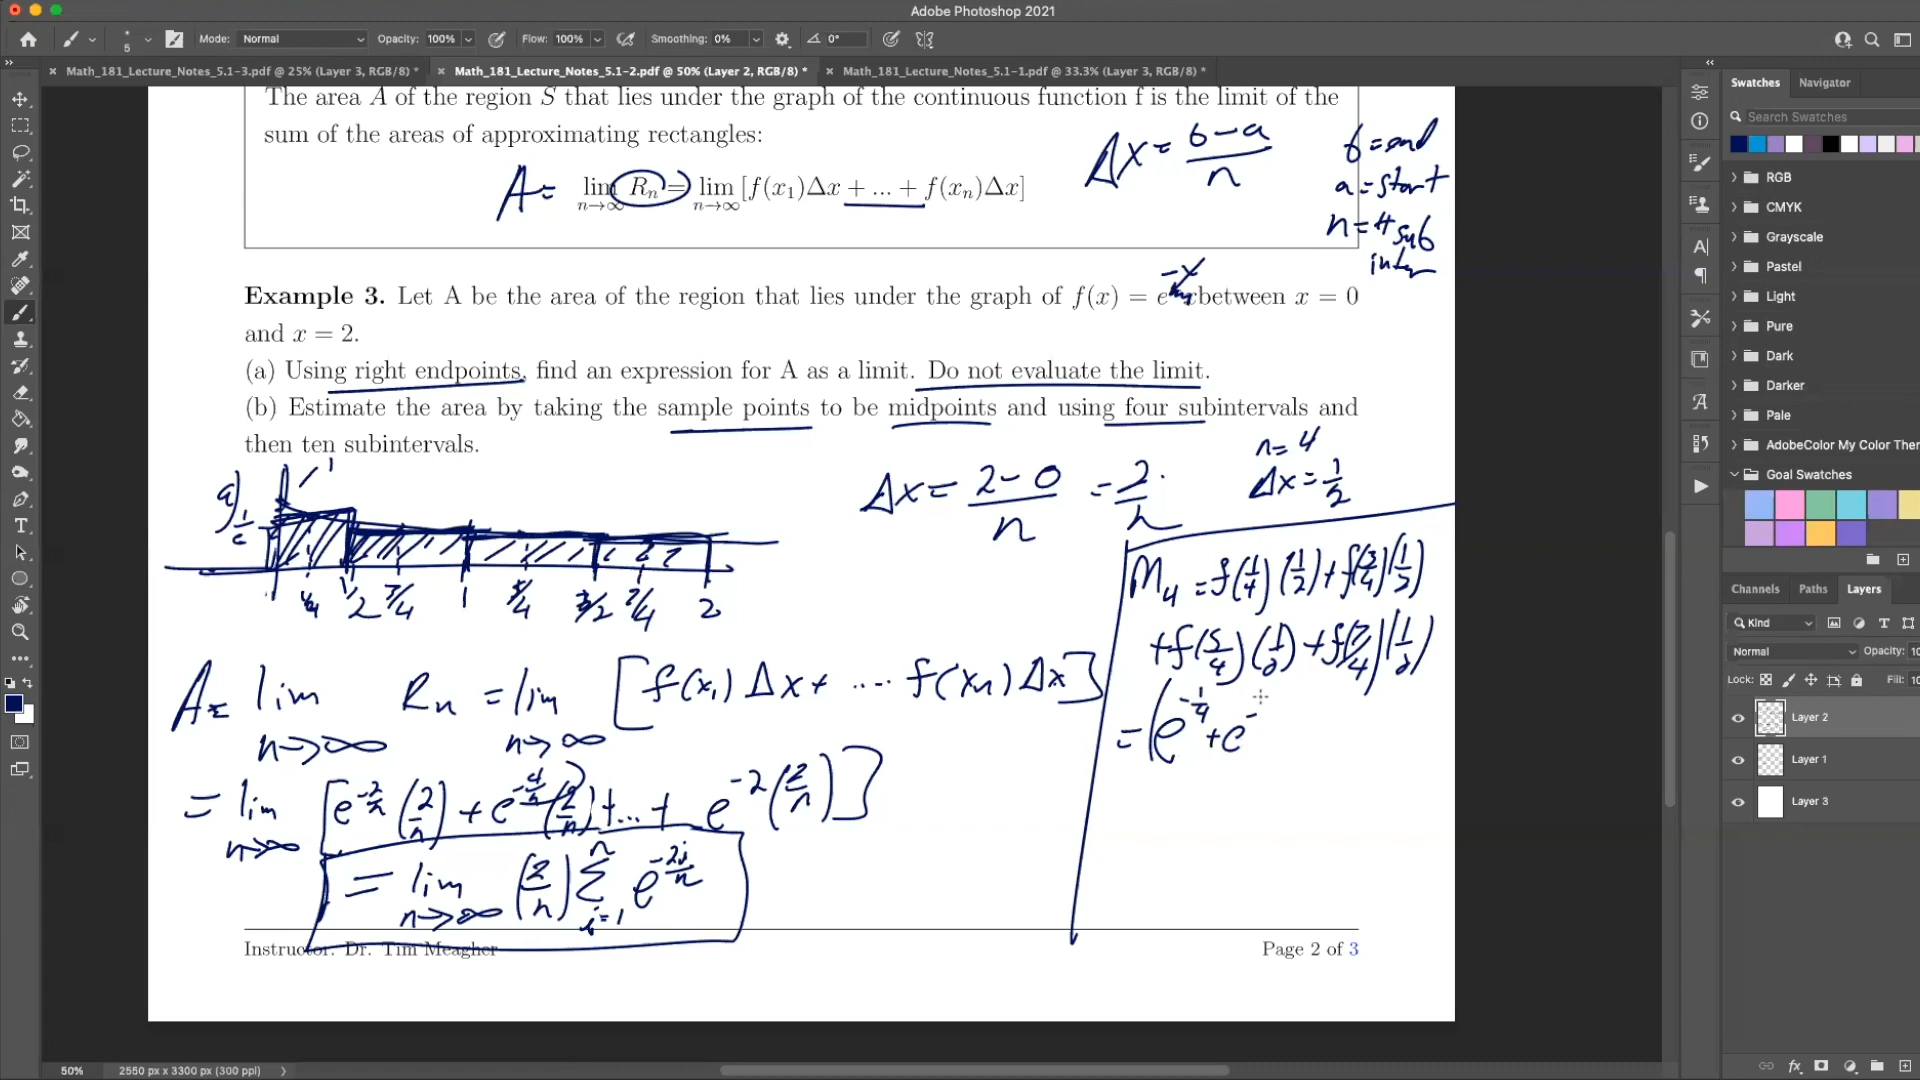 Adobe Photoshop 2021
5 Mode: Normal Opacity: 100% Flow: 100% Smoothing: 0% 0°
× Math_181_Lecture_Notes_5.1-3.pdf @ 25% (Layer 3, RGB/8) * × Math_181_Lecture_Notes_5.1-2.pdf @ 50% (Layer 2, RGB/8) * × Math_181_Lecture_Notes_5.1-1.pdf @ 33.3% (Layer 3, RGB/8) *
The area A of the region S that lies under the graph of the continuous function f is the limit of the
sum of the areas of approximating rectangles:
A = lim n→∞ Rn = lim n→∞ [f(x1)Δx + ... + f(xn)Δx]
Δx = b-a/n
b = end
a = start
n = # sub
inter
Example 3. Let A be the area of the region that lies under the graph of f(x) = e^-x between x = 0
and x = 2.
(a) Using right endpoints, find an expression for A as a limit. Do not evaluate the limit.
(b) Estimate the area by taking the sample points to be midpoints and using four subintervals and
then ten subintervals.
a) 1
1/4 1/2 3/4 1 5/4 3/2 7/4 2
Δx = 2-0/n = 2/n
n = 4
Δx = 1/2
A = lim n→∞ Rn = lim n→∞ [f(x1)Δx + .... f(xn)Δx]
= lim n→∞ [e^-2/n (2/n) + e^-4/n (2/n) + ... + e^-2 (2/n)]
= lim n→∞ (2/n) Σ i=1 n e^-2i/n
M4 = f(1/4)(1/2) + f(3/4)(1/2)
+ f(5/4)(1/2) + f(7/4)(1/2)
= (e^-1/4 + e^-
Instructor: Dr. Tim Meagher Page 2 of 3
50% 2550 px x 3300 px (300 ppi)
Swatches Navigator
Search Swatches
RGB
CMYK
Grayscale
Pastel
Light
Pure
Dark
Darker
Pale
AdobeColor My Color Ther
Goal Swatches
Channels Paths Layers
Kind
Normal Opacity: 10
Lock: Fill: 10
Layer 2
Layer 1
Layer 3